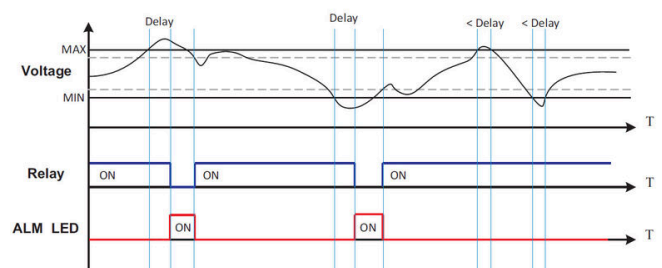 Delay
Delay
< Delay
< Delay
MAX
Voltage
MIN
T
Relay
ON
ON
ON
T
ALM LED
ON
ON
T